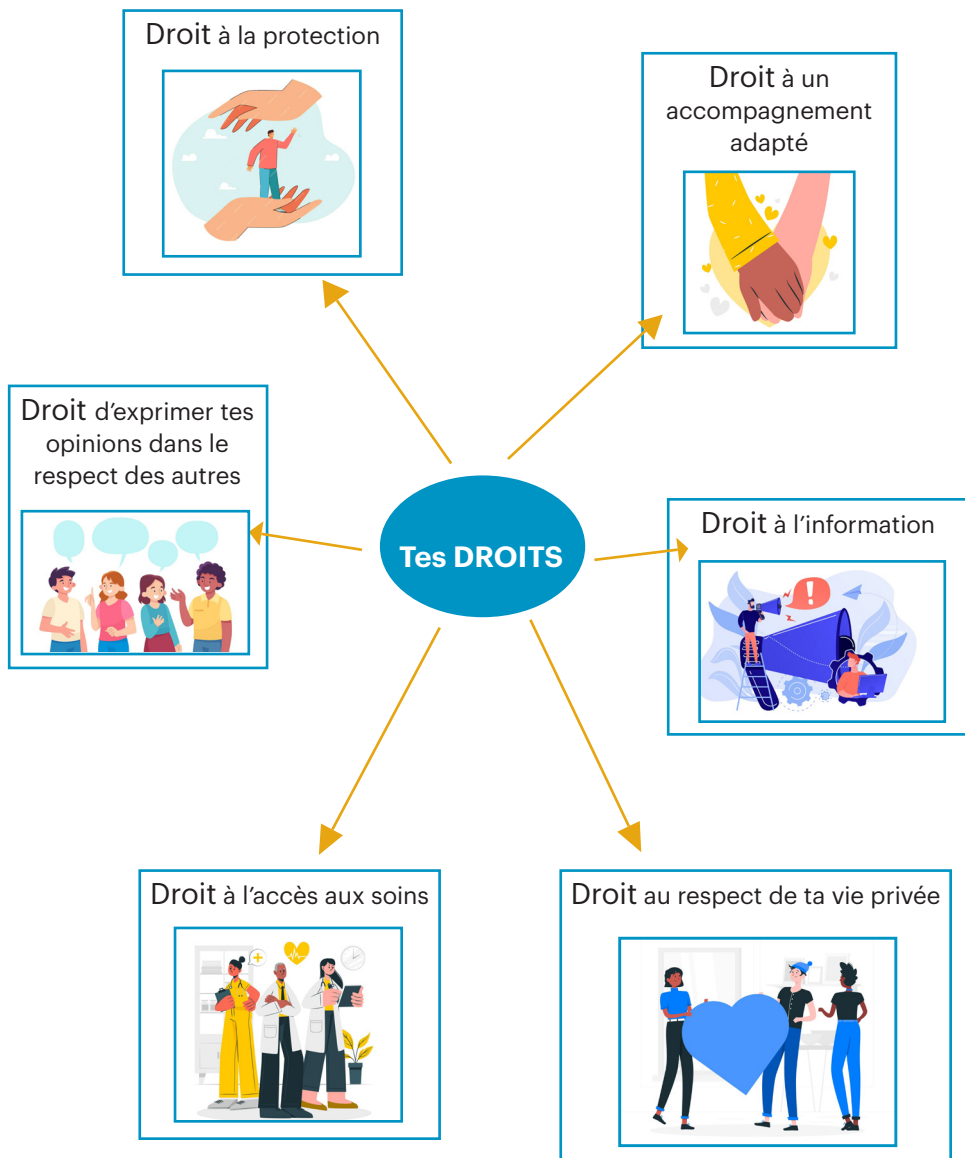 Droit à la protection
Droit à un
accompagnement
adapté
Droit d’exprimer tes
opinions dans le
respect des autres
Tes DROITS
Droit à l’information
!
Droit à l’accès aux soins
Droit au respect de ta vie privée